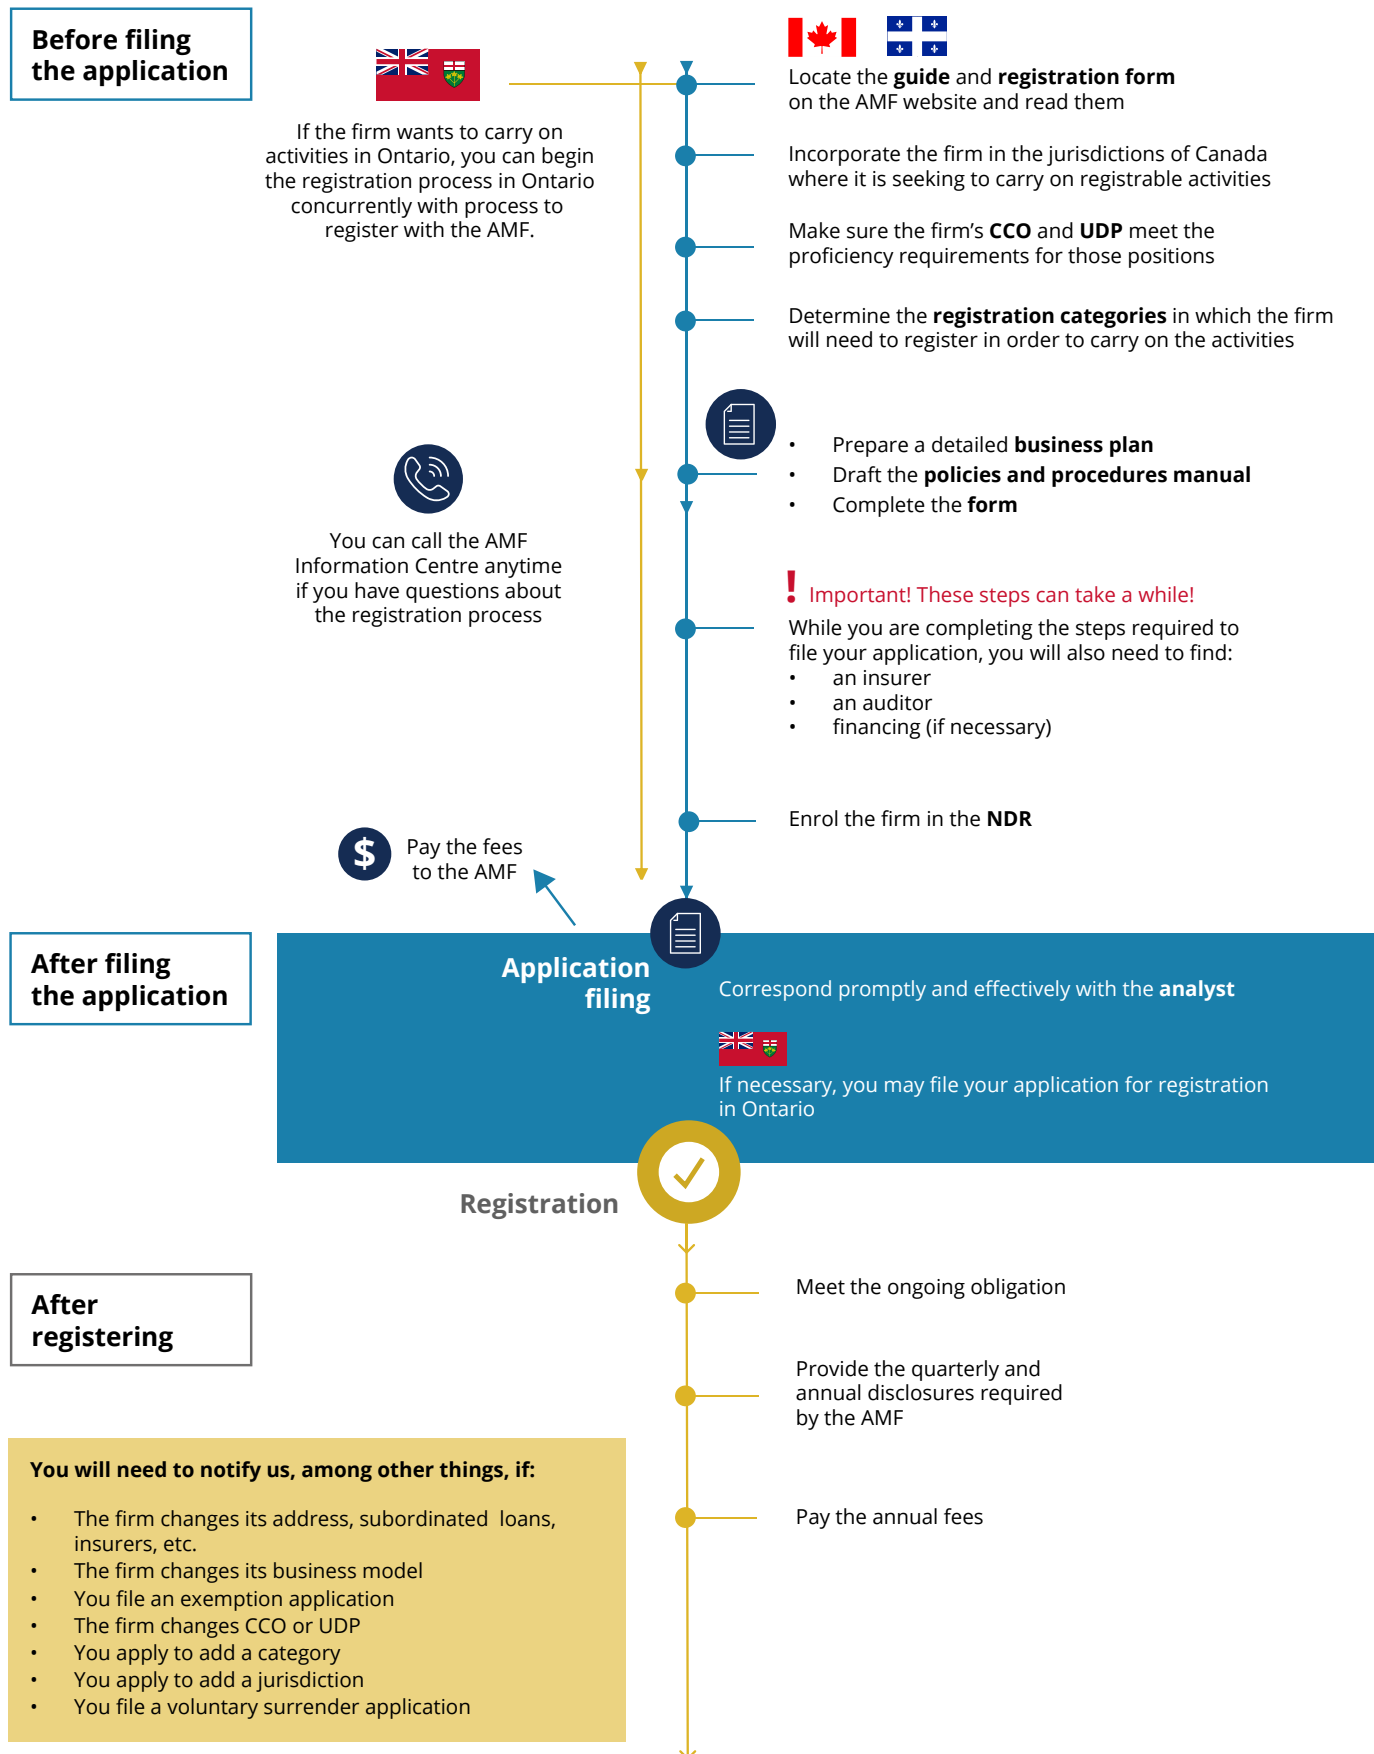 Before filing
the application
If the firm wants to carry on
activities in Ontario, you can begin
the registration process in Ontario
concurrently with process to
register with the AMF.
Locate the guide and registration form
on the AMF website and read them
Incorporate the firm in the jurisdictions of Canada
where it is seeking to carry on registrable activities
Make sure the firm’s CCO and UDP meet the
proficiency requirements for those positions
Determine the registration categories in which the firm
will need to register in order to carry on the activities
• Prepare a detailed business plan
• Draft the policies and procedures manual
• Complete the form
You can call the AMF
Information Centre anytime
if you have questions about
the registration process
! Important! These steps can take a while!
While you are completing the steps required to
file your application, you will also need to find:
• an insurer
• an auditor
• financing (if necessary)
Enrol the firm in the NDR
$ Pay the fees
to the AMF
After filing
the application
Application
filing
Correspond promptly and effectively with the analyst
If necessary, you may file your application for registration
in Ontario
Registration
After
registering
Meet the ongoing obligation
Provide the quarterly and
annual disclosures required
by the AMF
Pay the annual fees
You will need to notify us, among other things, if:
• The firm changes its address, subordinated loans,
insurers, etc.
• The firm changes its business model
• You file an exemption application
• The firm changes CCO or UDP
• You apply to add a category
• You apply to add a jurisdiction
• You file a voluntary surrender application